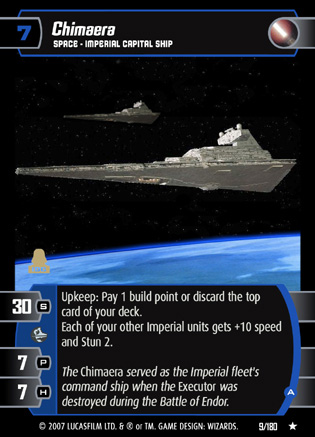 7
Chimaera
SPACE - IMPERIAL CAPITAL SHIP
30 S
Upkeep: Pay 1 build point or discard the top
card of your deck.
Each of your other Imperial units gets +10 speed
and Stun 2.
7 P
7 H
The Chimaera served as the Imperial fleet's
command ship when the Executor was
destroyed during the Battle of Endor.
A
© 2007 LUCASFILM LTD. & ® or TM. GAME DESIGN: WIZARDS.
9/180 ★